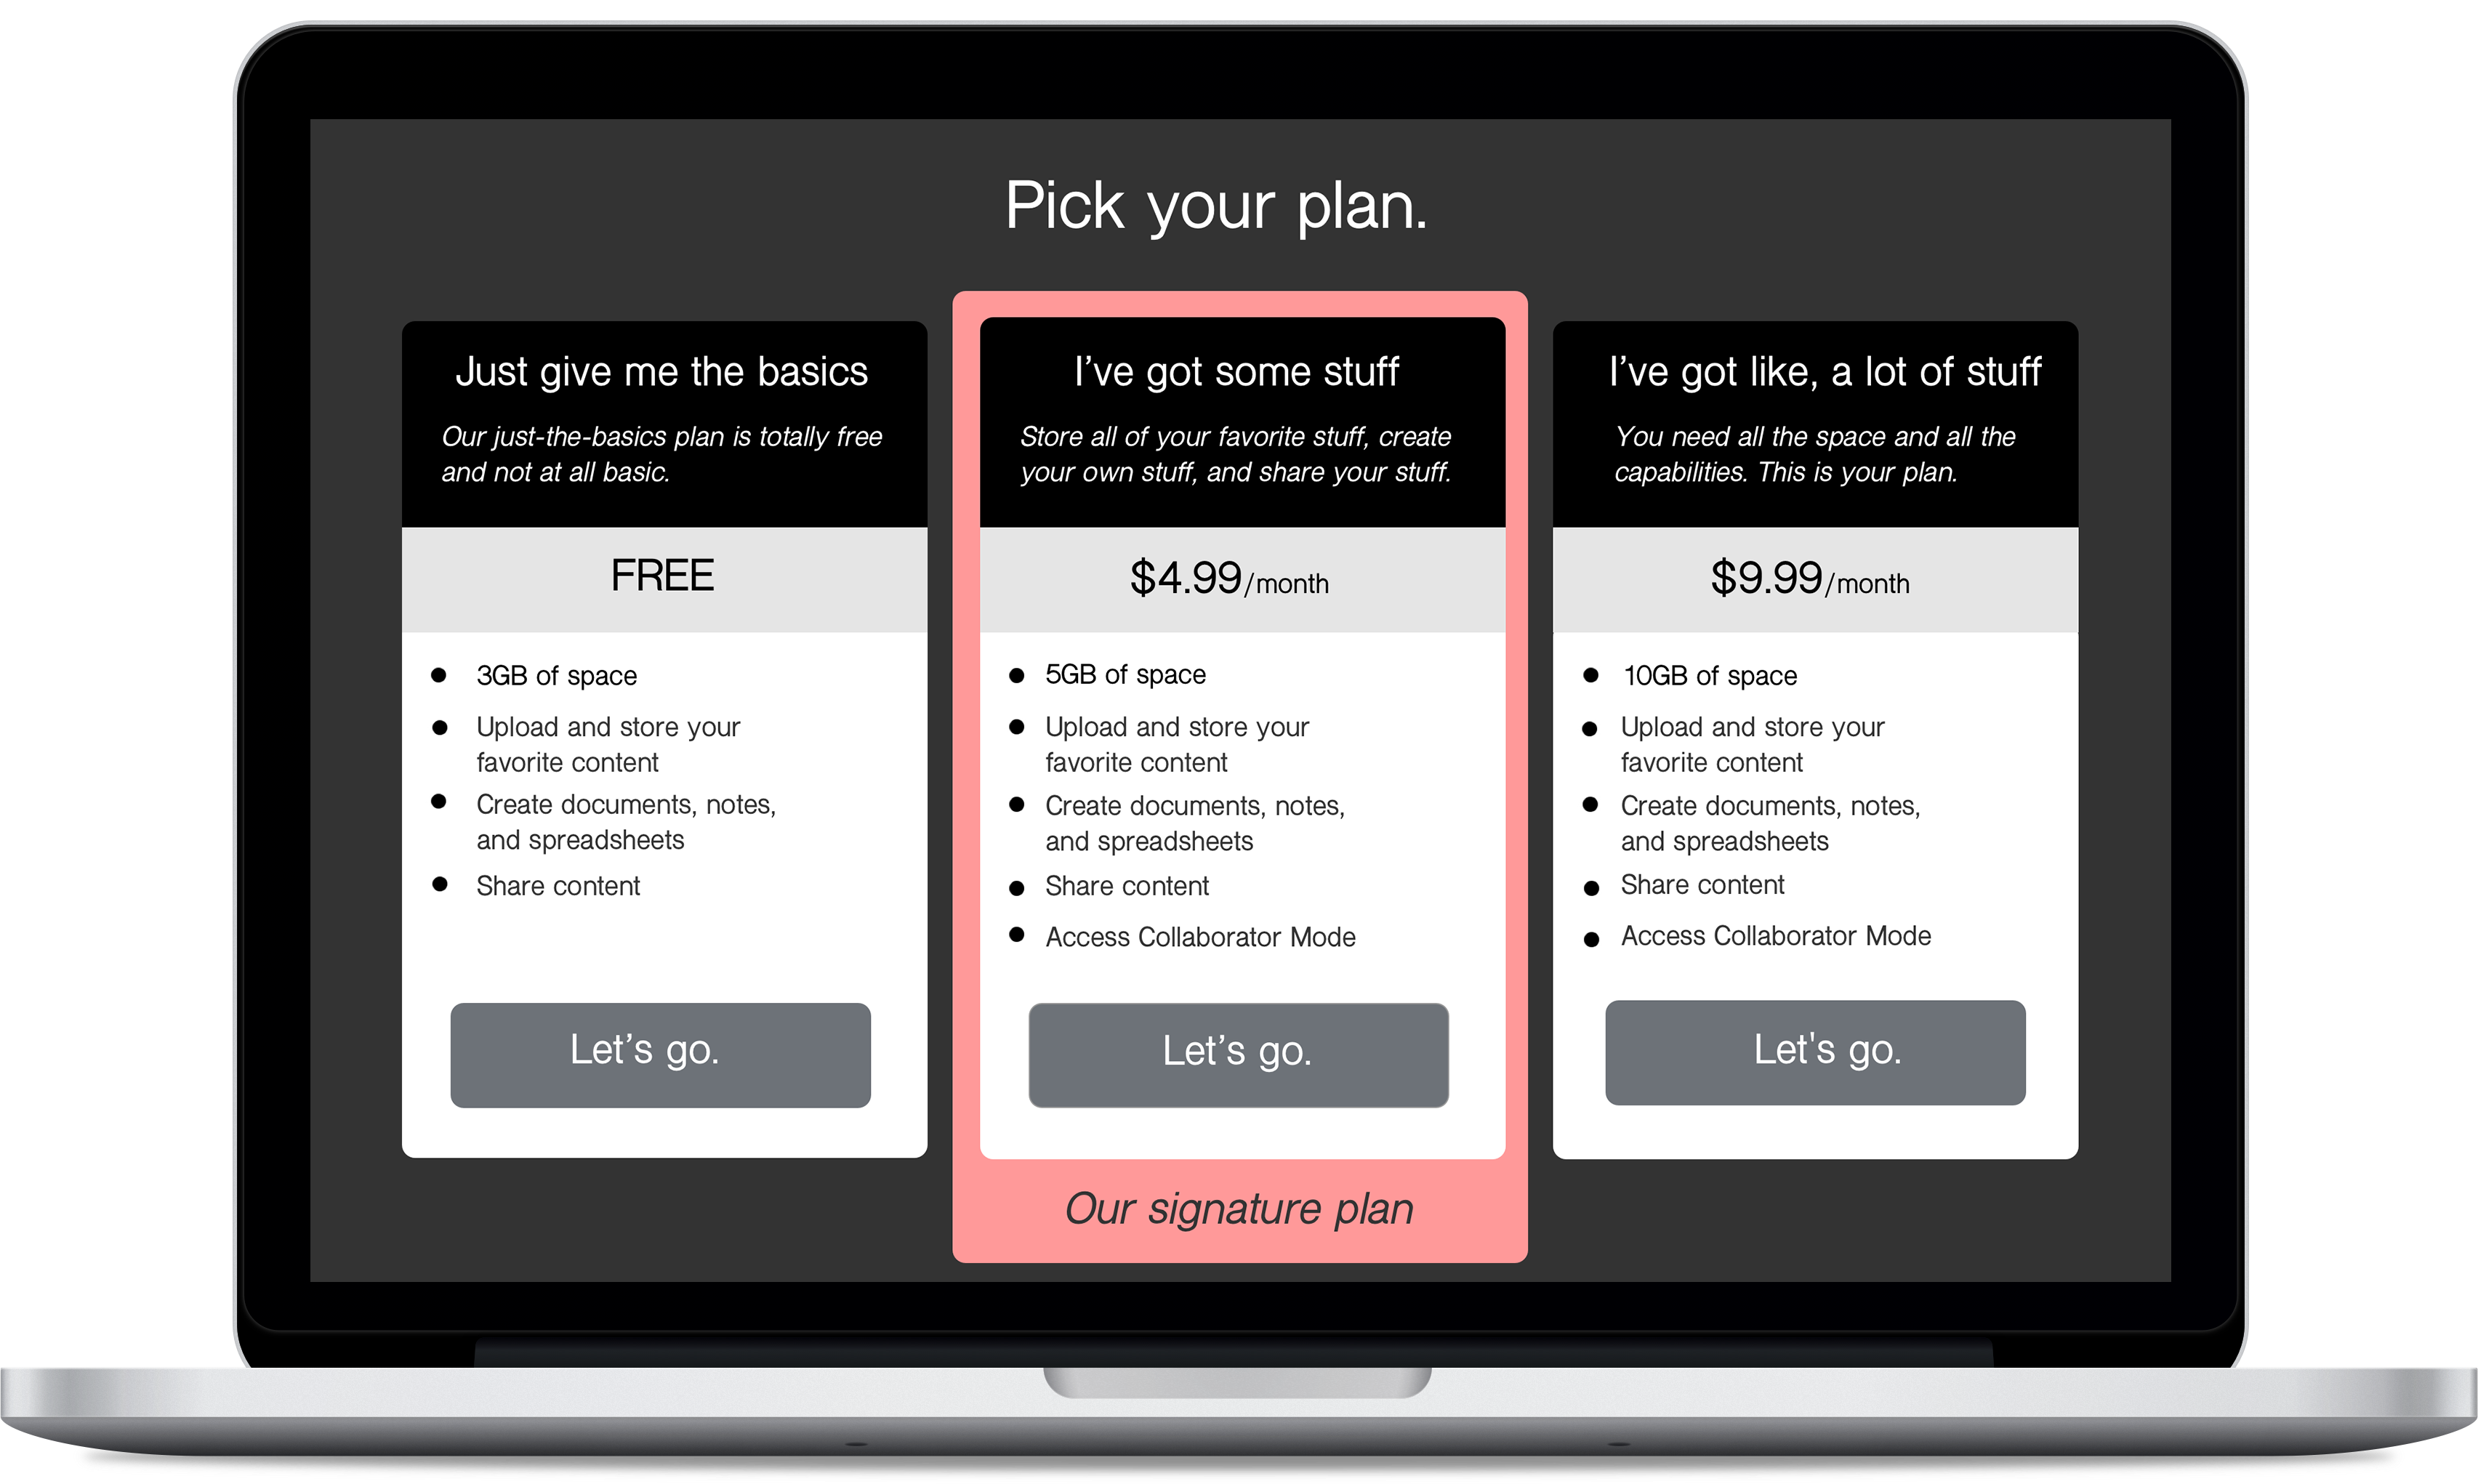 Pick your plan.
Just give me the basics
Our just-the-basics plan is totally free
and not at all basic.
FREE
3GB of space
Upload and store your
favorite content
Create documents, notes,
and spreadsheets
Share content
Let’s go.
I’ve got some stuff
Store all of your favorite stuff, create
your own stuff, and share your stuff.
$4.99/month
5GB of space
Upload and store your
favorite content
Create documents, notes,
and spreadsheets
Share content
Access Collaborator Mode
Let’s go.
Our signature plan
I’ve got like, a lot of stuff
You need all the space and all the
capabilities. This is your plan.
$9.99/month
10GB of space
Upload and store your
favorite content
Create documents, notes,
and spreadsheets
Share content
Access Collaborator Mode
Let's go.